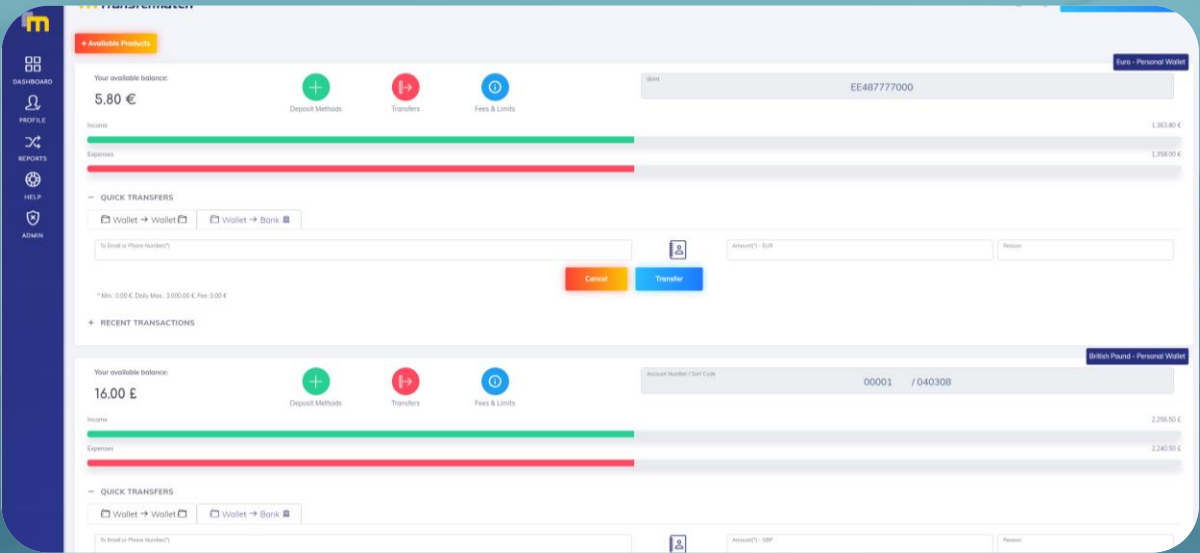 m
Transfermatch
+ Available Products
DASHBOARD
PROFILE
REPORTS
HELP
ADMIN
Euro - Personal Wallet
Your available balance:
5.80 €
Deposit Methods
Transfers
Fees & Limits
IBAN
EE487777000
Income
1,363.80 €
Expenses
1,358.00 €
− QUICK TRANSFERS
Wallet → Wallet
Wallet → Bank
To Email or Phone Number(*)
Amount(*) - EUR
Reason
Cancel
Transfer
* Min.: 0.00 €, Daily Max.: 3 000.00 €, Fee: 0.00 €
+ RECENT TRANSACTIONS
British Pound - Personal Wallet
Your available balance:
16.00 £
Deposit Methods
Transfers
Fees & Limits
Account Number / Sort Code
00001 / 040308
Income
2,256.50 £
Expenses
2,240.50 £
− QUICK TRANSFERS
Wallet → Wallet
Wallet → Bank
To Email or Phone Number(*)
Amount(*) - GBP
Reason